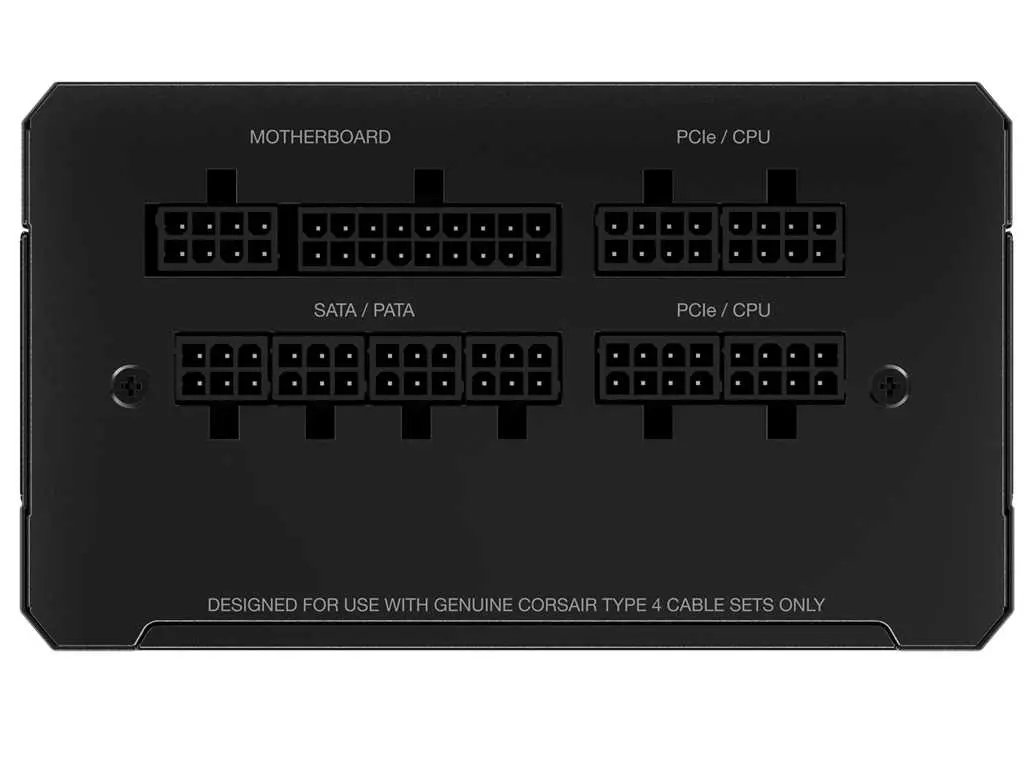 MOTHERBOARD
PCIe / CPU
SATA / PATA
PCIe / CPU
DESIGNED FOR USE WITH GENUINE CORSAIR TYPE 4 CABLE SETS ONLY